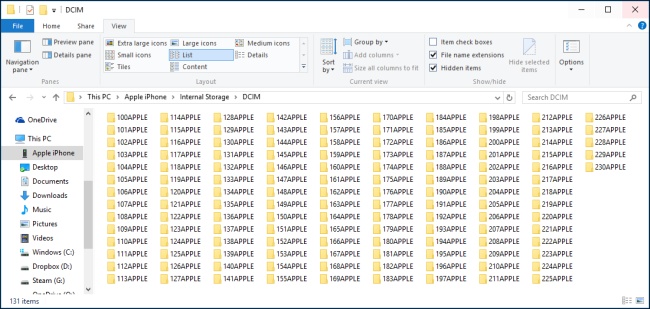 DCIM
File Home Share View
Navigation pane
Preview pane
Details pane
Panes
Extra large icons Large icons Medium icons
Small icons List Details
Tiles Content
Layout
Sort by
Group by
Add columns
Size all columns to fit
Current view
Item check boxes
File name extensions
Hidden items
Hide selected items
Show/hide
Options
This PC > Apple iPhone > Internal Storage > DCIM
Search DCIM
OneDrive
This PC
Apple iPhone
Desktop
Documents
Downloads
Music
Pictures
Videos
Windows (C:)
Dropbox (D:)
Steam (G:)
100APPLE 114APPLE 128APPLE 142APPLE 156APPLE 170APPLE 184APPLE 198APPLE 212APPLE 226APPLE
101APPLE 115APPLE 129APPLE 143APPLE 157APPLE 171APPLE 185APPLE 199APPLE 213APPLE 227APPLE
102APPLE 116APPLE 130APPLE 144APPLE 158APPLE 172APPLE 186APPLE 200APPLE 214APPLE 228APPLE
103APPLE 117APPLE 131APPLE 145APPLE 159APPLE 173APPLE 187APPLE 201APPLE 215APPLE 229APPLE
104APPLE 118APPLE 132APPLE 146APPLE 160APPLE 174APPLE 188APPLE 202APPLE 216APPLE 230APPLE
105APPLE 119APPLE 133APPLE 147APPLE 161APPLE 175APPLE 189APPLE 203APPLE 217APPLE
106APPLE 120APPLE 134APPLE 148APPLE 162APPLE 176APPLE 190APPLE 204APPLE 218APPLE
107APPLE 121APPLE 135APPLE 149APPLE 163APPLE 177APPLE 191APPLE 205APPLE 219APPLE
108APPLE 122APPLE 136APPLE 150APPLE 164APPLE 178APPLE 192APPLE 206APPLE 220APPLE
109APPLE 123APPLE 137APPLE 151APPLE 165APPLE 179APPLE 193APPLE 207APPLE 221APPLE
110APPLE 124APPLE 138APPLE 152APPLE 166APPLE 180APPLE 194APPLE 208APPLE 222APPLE
111APPLE 125APPLE 139APPLE 153APPLE 167APPLE 181APPLE 195APPLE 209APPLE 223APPLE
112APPLE 126APPLE 140APPLE 154APPLE 168APPLE 182APPLE 196APPLE 210APPLE 224APPLE
113APPLE 127APPLE 141APPLE 155APPLE 169APPLE 183APPLE 197APPLE 211APPLE 225APPLE
131 items